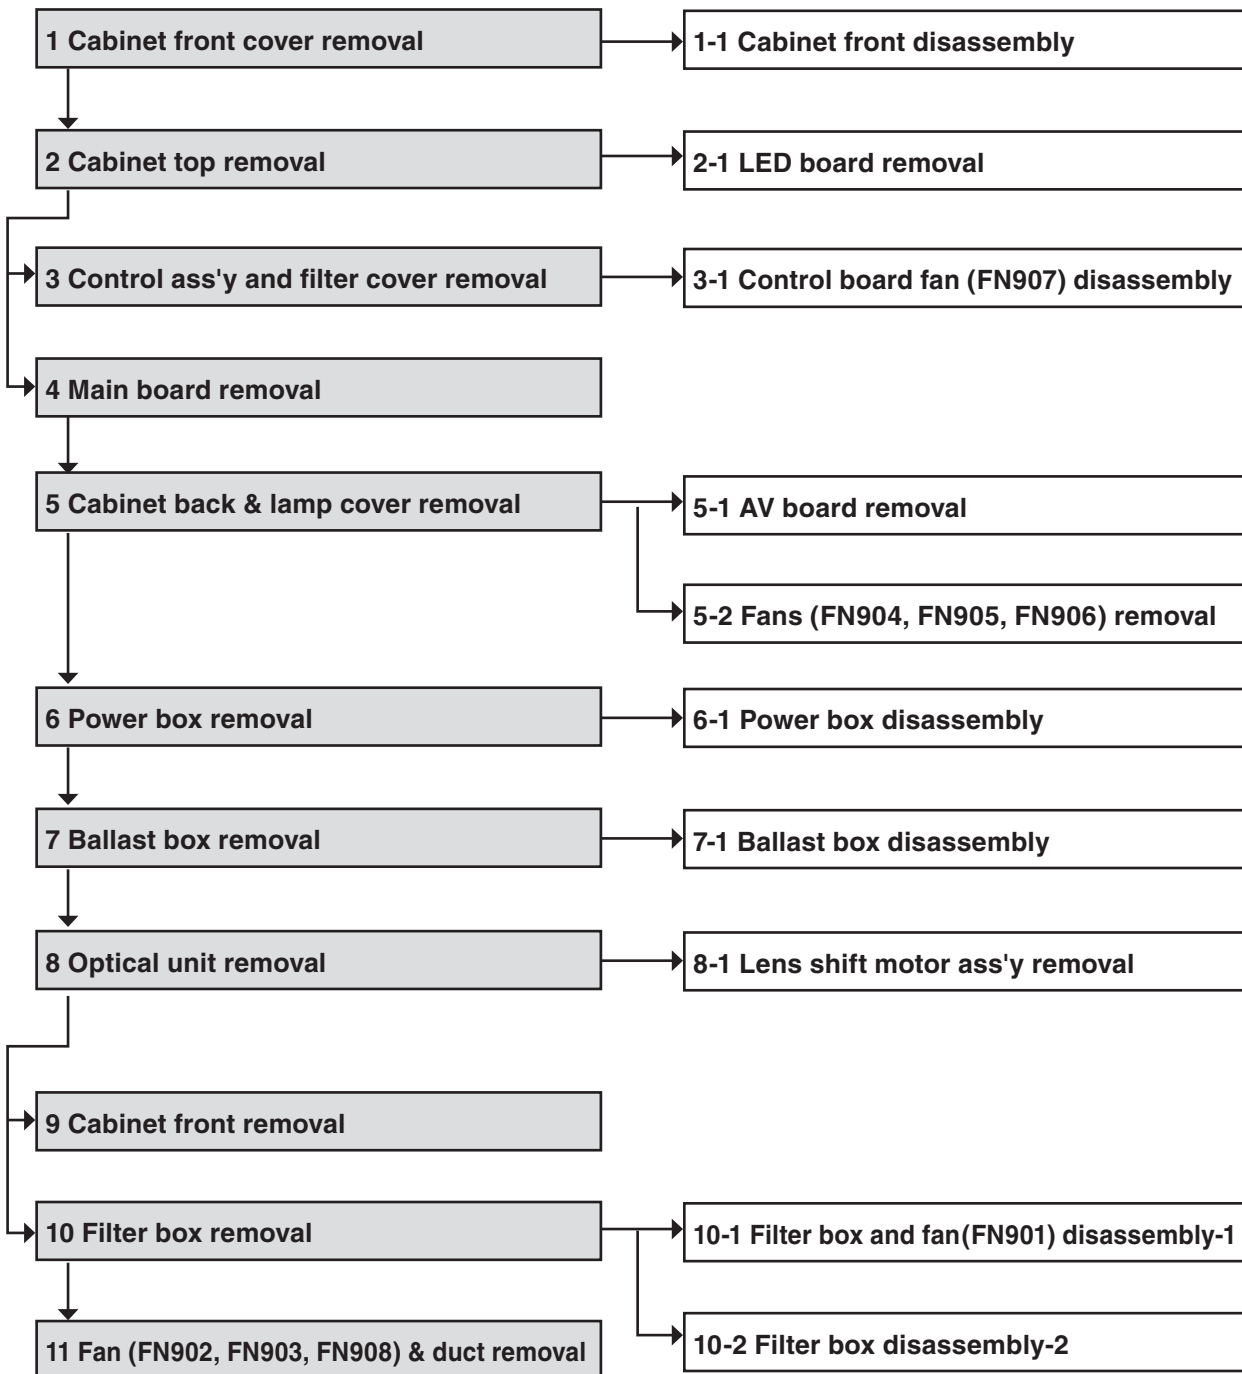 1 Cabinet front cover removal
1-1 Cabinet front disassembly
2 Cabinet top removal
2-1 LED board removal
3 Control ass'y and filter cover removal
3-1 Control board fan (FN907) disassembly
4 Main board removal
5 Cabinet back & lamp cover removal
5-1 AV board removal
5-2 Fans (FN904, FN905, FN906) removal
6 Power box removal
6-1 Power box disassembly
7 Ballast box removal
7-1 Ballast box disassembly
8 Optical unit removal
8-1 Lens shift motor ass'y removal
9 Cabinet front removal
10 Filter box removal
10-1 Filter box and fan(FN901) disassembly-1
10-2 Filter box disassembly-2
11 Fan (FN902, FN903, FN908) & duct removal